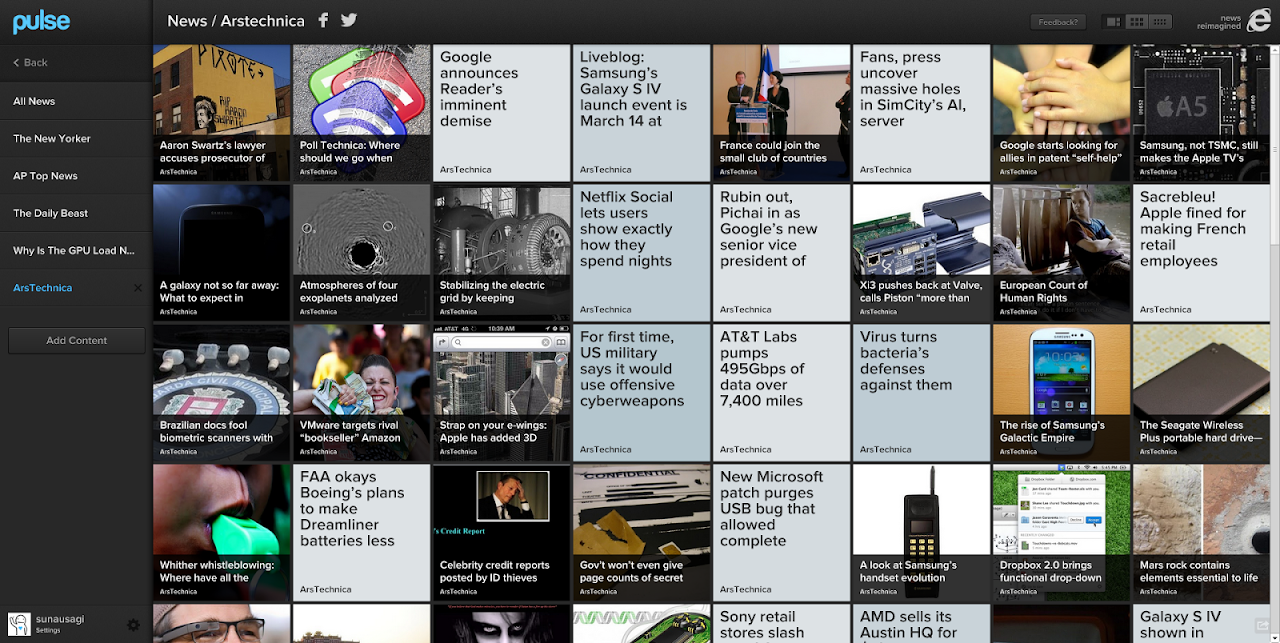 pulse
News / Arstechnica
Feedback?
news
reimagined
Back
All News
The New Yorker
AP Top News
The Daily Beast
Why Is The GPU Load N...
ArsTechnica
Add Content
sunausagi
Settings
PIXOTE
AIR
AARON
SWARTZ
Aaron Swartz's lawyer
accuses prosecutor of
ArsTechnica
Poll Technica: Where
should we go when
ArsTechnica
Google
announces
Reader's
imminent
demise
ArsTechnica
Liveblog:
Samsung's
Galaxy S IV
launch event is
March 14 at
ArsTechnica
France could join the
small club of countries
ArsTechnica
Fans, press
uncover
massive holes
in SimCity's AI,
server
ArsTechnica
Google starts looking for
allies in patent "self-help"
ArsTechnica
A5
Samsung, not TSMC, still
makes the Apple TV's
ArsTechnica
A galaxy not so far away:
What to expect in
ArsTechnica
Atmospheres of four
exoplanets analyzed
ArsTechnica
Stabilizing the electric
grid by keeping
ArsTechnica
Netflix Social
lets users
show exactly
how they
spend nights
ArsTechnica
Rubin out,
Pichai in as
Google's new
senior vice
president of
ArsTechnica
Xi3 pushes back at Valve,
calls Piston "more than
ArsTechnica
European Court of
Human Rights
ArsTechnica
Sacrebleu!
Apple fined for
making French
retail
employees
ArsTechnica
Brazilian docs fool
biometric scanners with
ArsTechnica
VMware targets rival
"bookseller" Amazon
ArsTechnica
AT&T 4G
10:39 AM
Strap on your e-wings:
Apple has added 3D
ArsTechnica
For first time,
US military
says it would
use offensive
cyberweapons
ArsTechnica
AT&T Labs
pumps
495Gbps of
data over
7,400 miles
ArsTechnica
Virus turns
bacteria's
defenses
against them
ArsTechnica
The rise of Samsung's
Galactic Empire
ArsTechnica
The Seagate Wireless
Plus portable hard drive—
ArsTechnica
Whither whistleblowing:
Where have all the
ArsTechnica
FAA okays
Boeing's plans
to make
Dreamliner
batteries less
ArsTechnica
's Credit Report
Celebrity credit reports
posted by ID thieves
ArsTechnica
CONFIDENTIAL
Gov't won't even give
page counts of secret
ArsTechnica
New Microsoft
patch purges
USB bug that
allowed
complete
ArsTechnica
A look at Samsung's
handset evolution
ArsTechnica
Dropbox 2.0 brings
functional drop-down
ArsTechnica
Mars rock contains
elements essential to life
ArsTechnica
Sony retail
stores slash
AMD sells its
Austin HQ for
Galaxy S IV
shown in